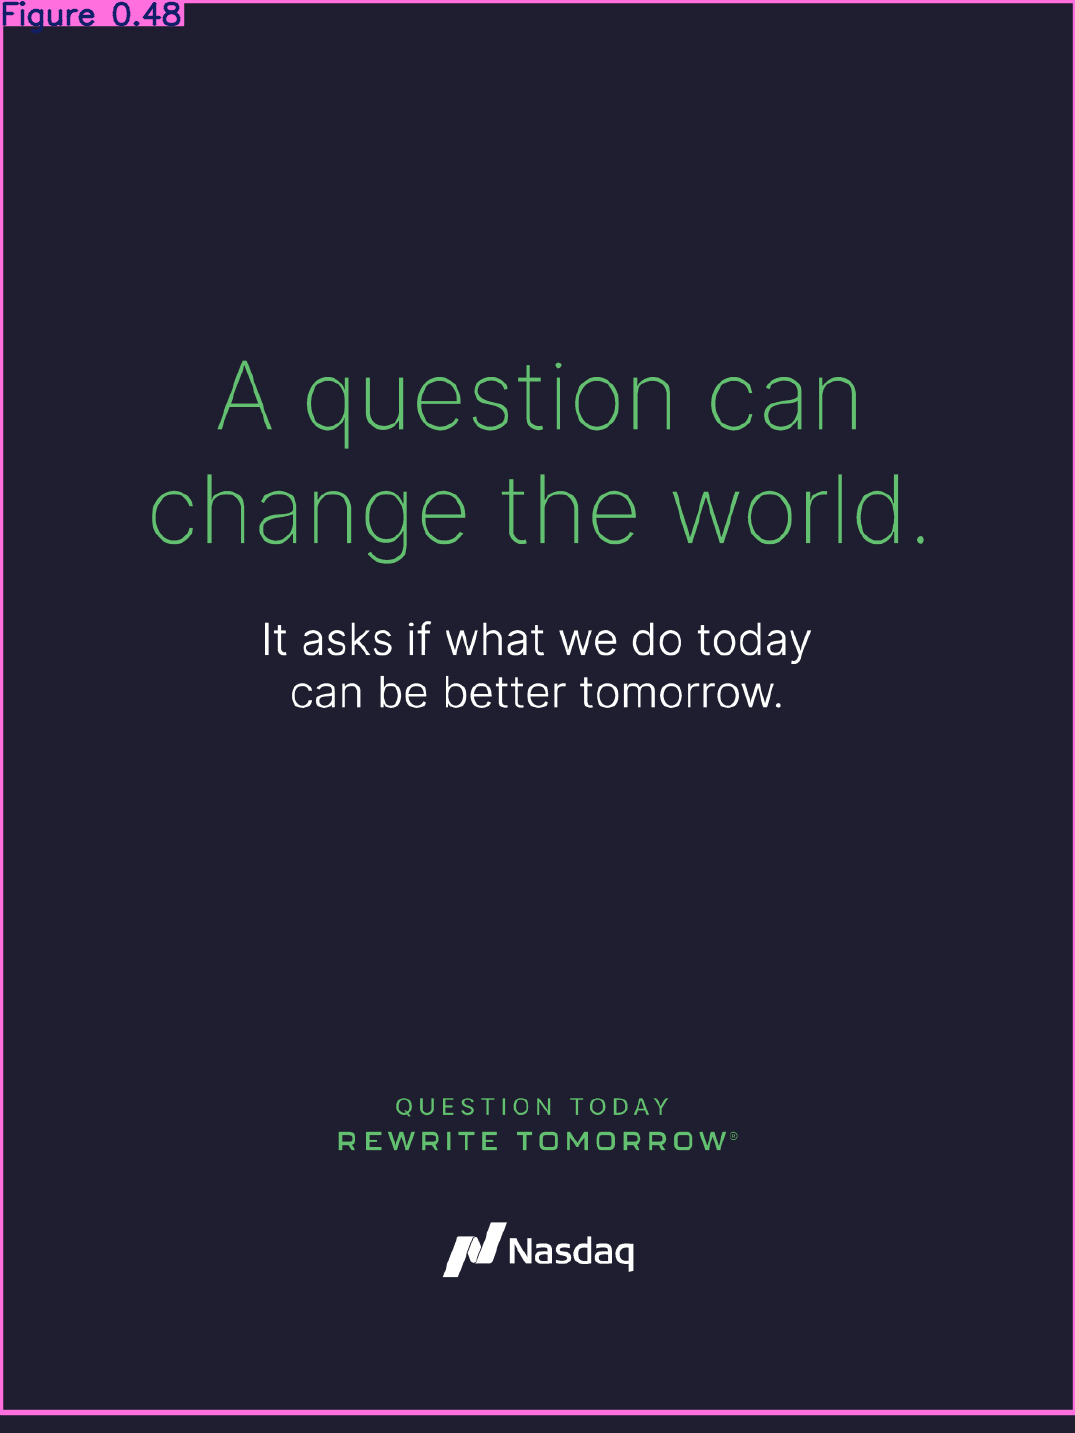 Figure 0.48
A question can
change the world.
It asks if what we do today
can be better tomorrow.
QUESTION TODAY
REWRITE TOMORROW®
Nasdaq